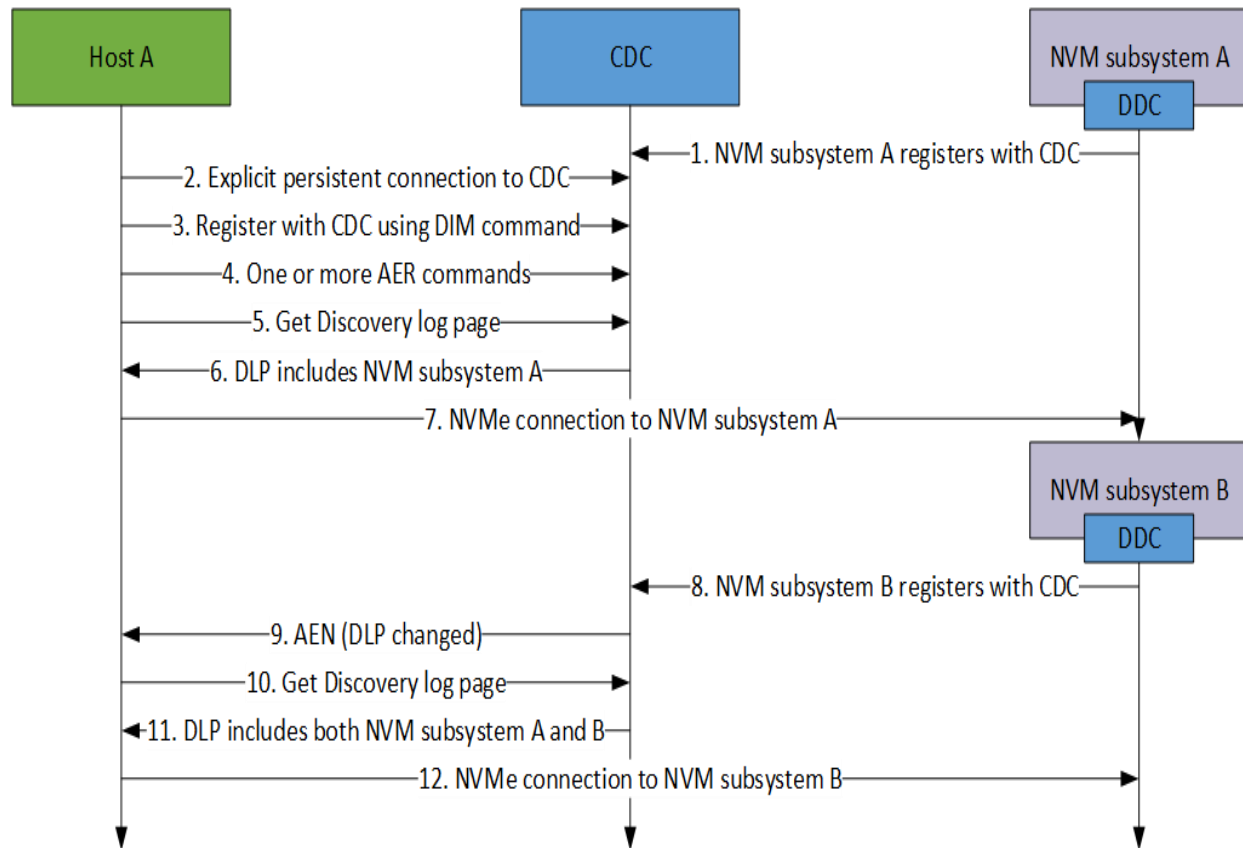 Host A
CDC
NVM subsystem A
DDC
1. NVM subsystem A registers with CDC
2. Explicit persistent connection to CDC
3. Register with CDC using DIM command
4. One or more AER commands
5. Get Discovery log page
6. DLP includes NVM subsystem A
7. NVMe connection to NVM subsystem A
NVM subsystem B
DDC
8. NVM subsystem B registers with CDC
9. AEN (DLP changed)
10. Get Discovery log page
11. DLP includes both NVM subsystem A and B
12. NVMe connection to NVM subsystem B